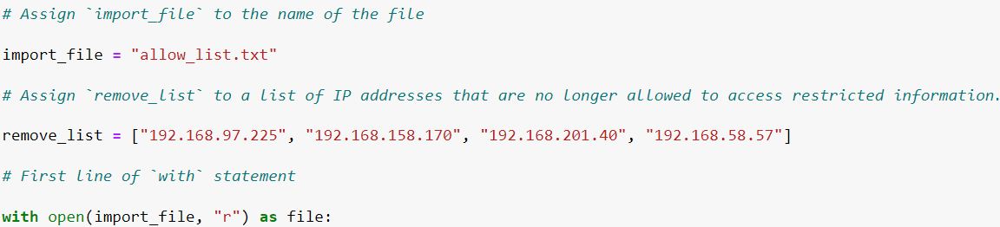 # Assign `import_file` to the name of the file
import_file = "allow_list.txt"
# Assign `remove_list` to a list of IP addresses that are no longer allowed to access restricted information.
remove_list = ["192.168.97.225", "192.168.158.170", "192.168.201.40", "192.168.58.57"]
# First line of `with` statement
with open(import_file, "r") as file: